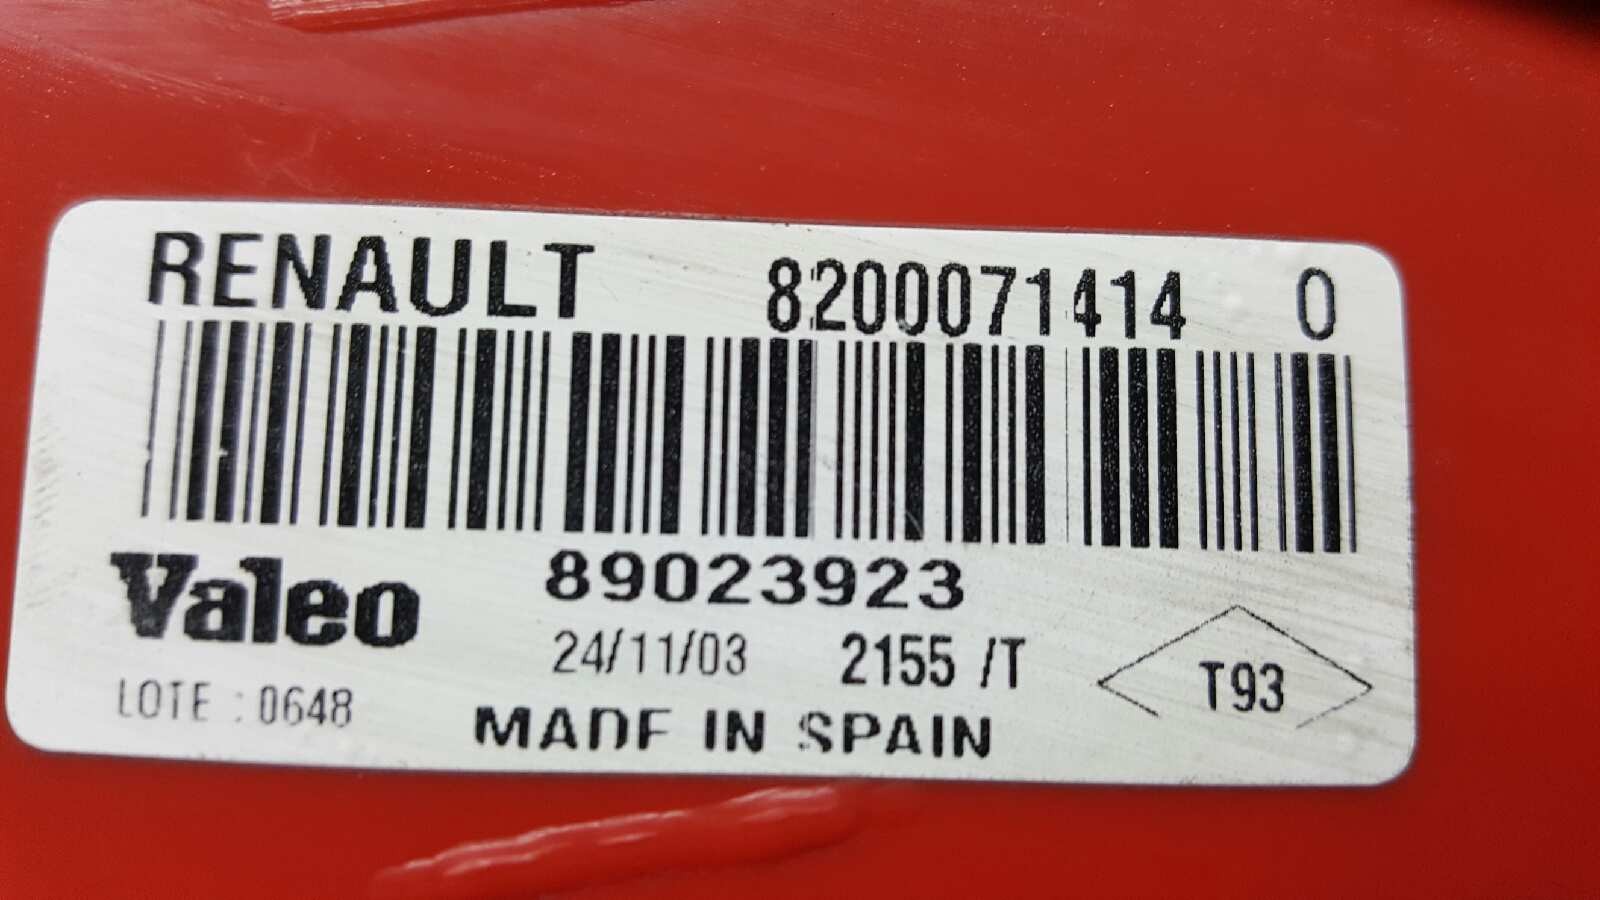 RENAULT 8200071414 0
Valeo 89023923
24/11/03 2155 /T
T93
LOTE : 0648
MADE IN SPAIN